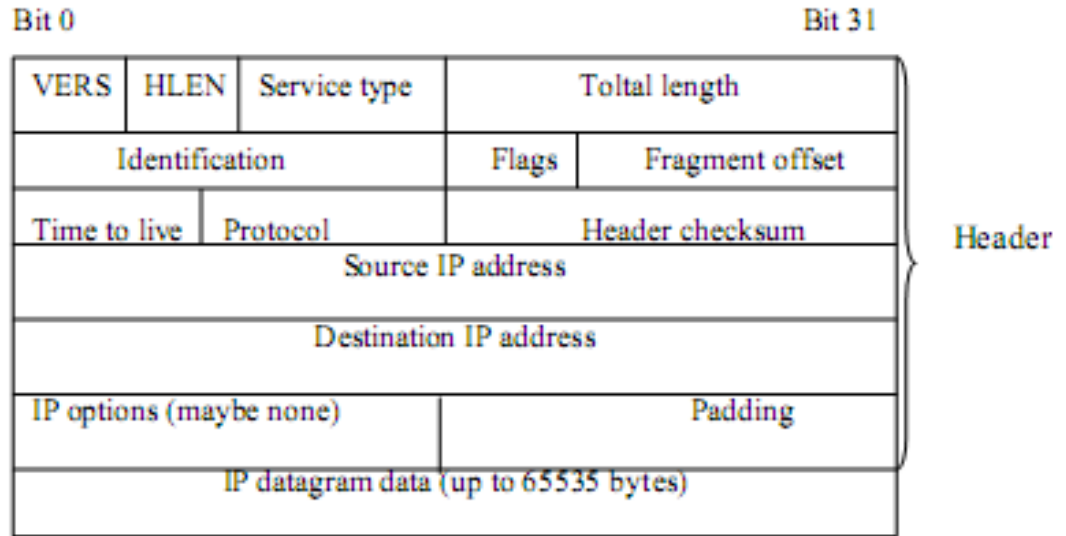 Bit 0 Bit 31
VERS HLEN Service type Toltal length
Identification Flags Fragment offset
Time to live Protocol Header checksum
Header
Source IP address
Destination IP address
IP options (maybe none) Padding
IP datagram data (up to 65535 bytes)